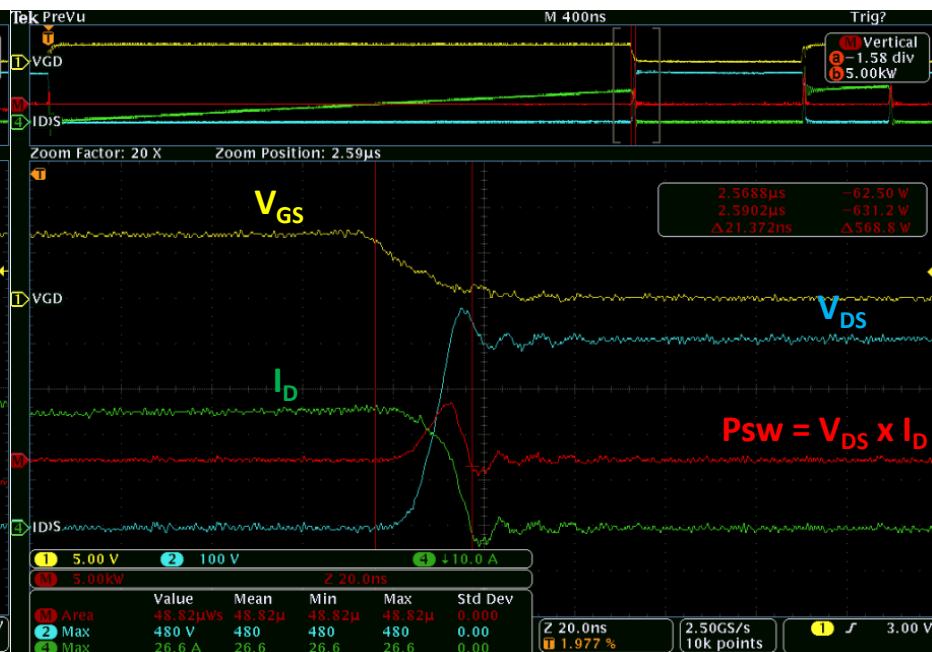 Tek PreVu M 400ns Trig?
T
1 VGD
M Vertical
a −1.58 div
b 5.00kW
M
4 IDS
Zoom Factor: 20 X Zoom Position: 2.59µs
T
VGS
2.5688µs −62.50 W
2.5902µs −631.2 W
Δ21.372ns Δ568.8 W
1 VGD
VDS
ID
Psw = VDS x ID
M
4 IDS
1 5.00 V 2 100 V 4 ↓10.0 A
M 5.00kW Z 20.0ns
Value Mean Min Max Std Dev
M Area 48.82µWs 48.82µ 48.82µ 48.82µ 0.000
2 Max 480 V 480 480 480 0.00
4 Max 26.6 A 26.6 26.6 26.6 0.00
Z 20.0ns
T 1.977 %
2.50GS/s
10k points
1 3.00 V